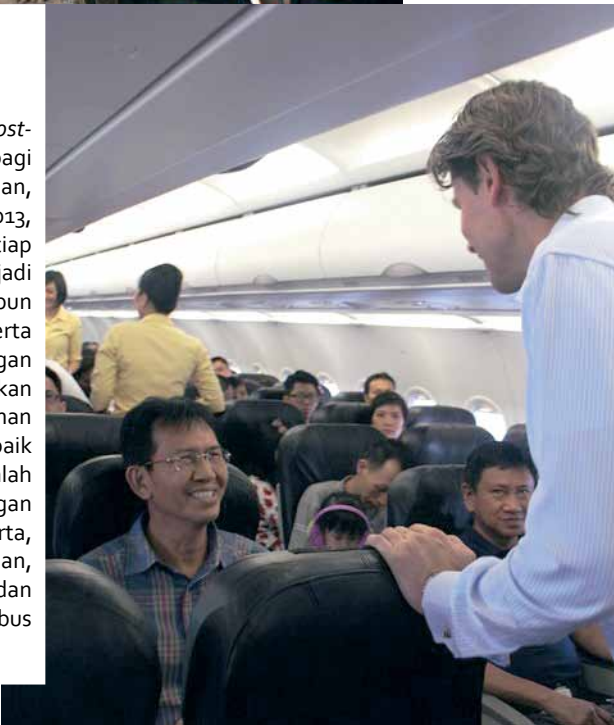 ost-
bagi
an,
013,
tiap
jadi
pun
erta
gan
kan
nan
baik
lah
gan
rta,
an,
dan
bus